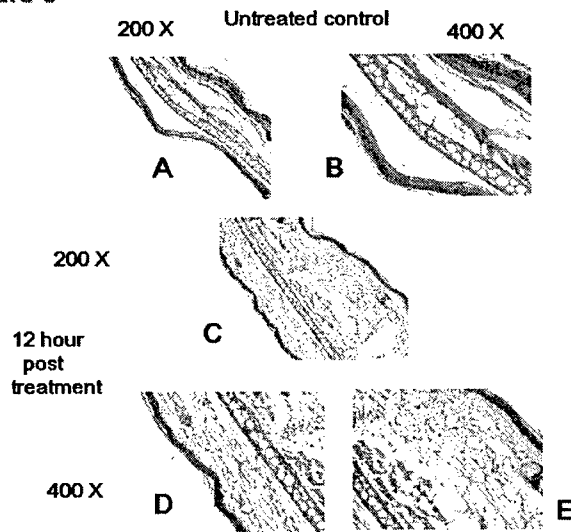 Untreated control
200 X
400 X
A
B
200 X
C
12 hour
post
treatment
400 X
D
E